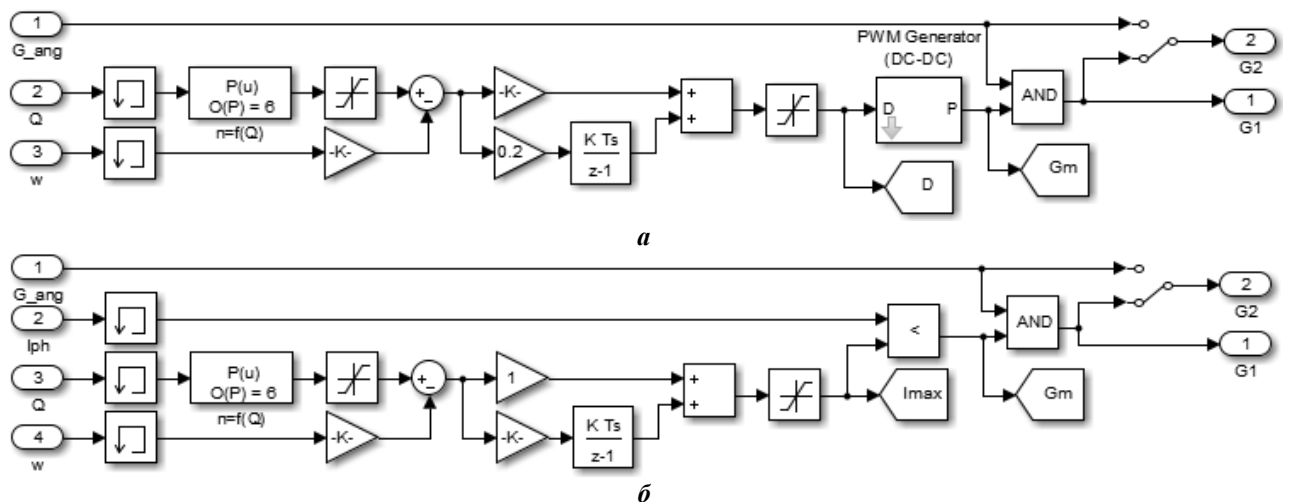 1
G_ang
PWM Generator
(DC-DC)
2
G2
2
Q
P(u)
O(P) = 6
n=f(Q)
+
-
-K-
+
+
D
P
AND
1
G1
3
w
-K-
0.2
K Ts
z-1
D
Gm
а
1
G_ang
2
G2
2
Iph
<
AND
1
G1
3
Q
P(u)
O(P) = 6
n=f(Q)
+
-
1
+
+
Imax
Gm
4
w
-K-
-K-
K Ts
z-1
б